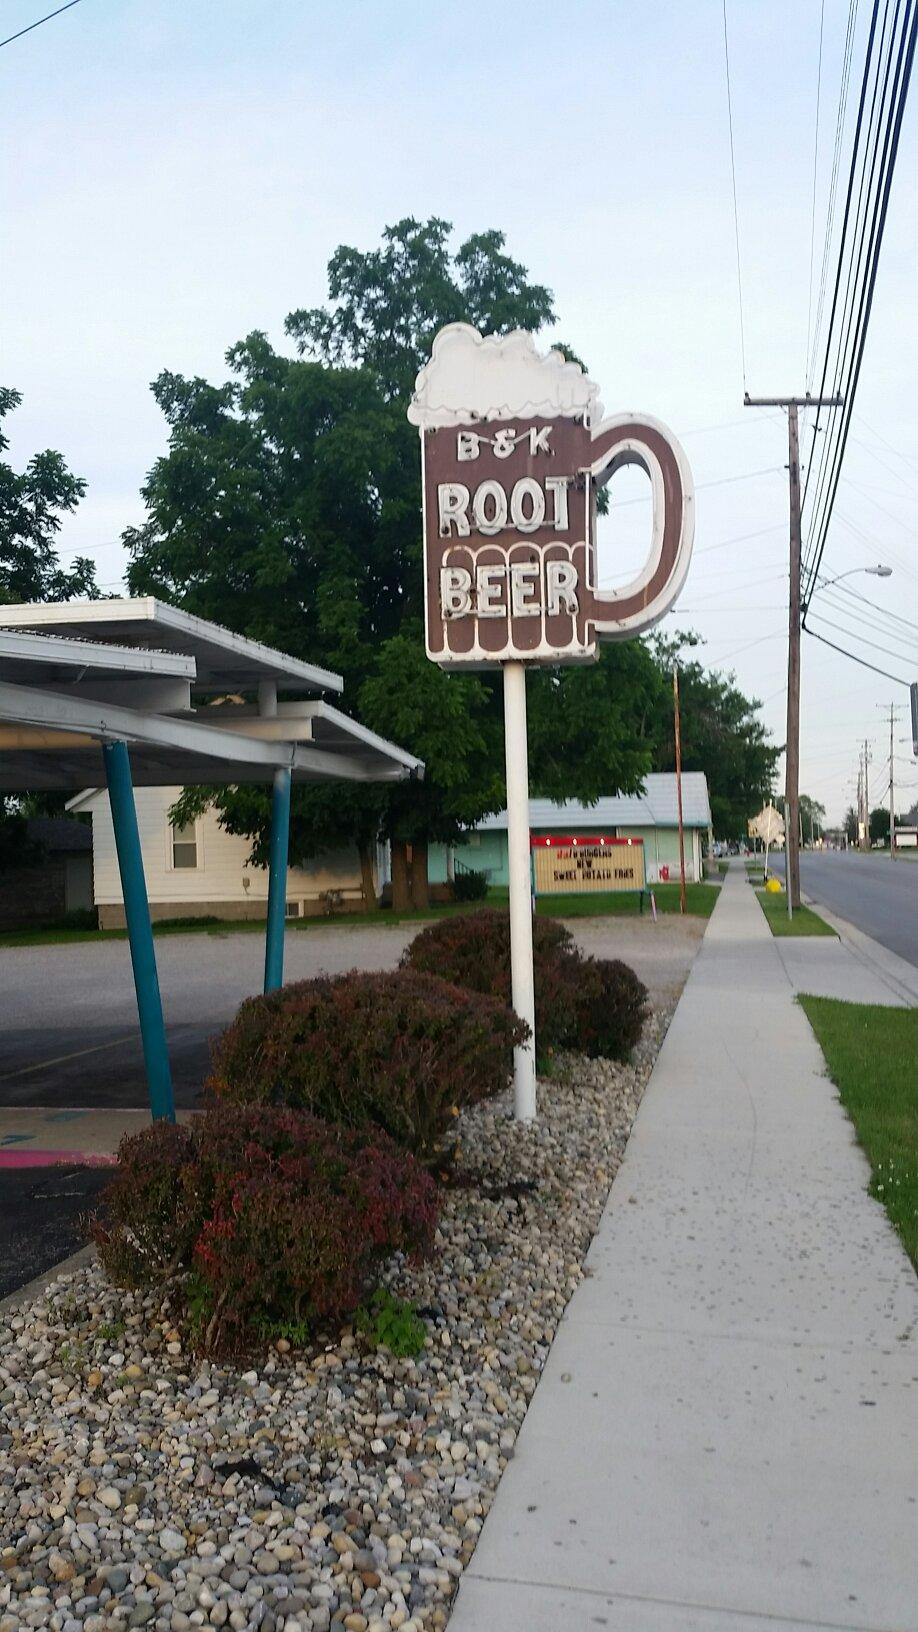 B & K
ROOT
BEER
NEW
SWEET POTATO FRIES